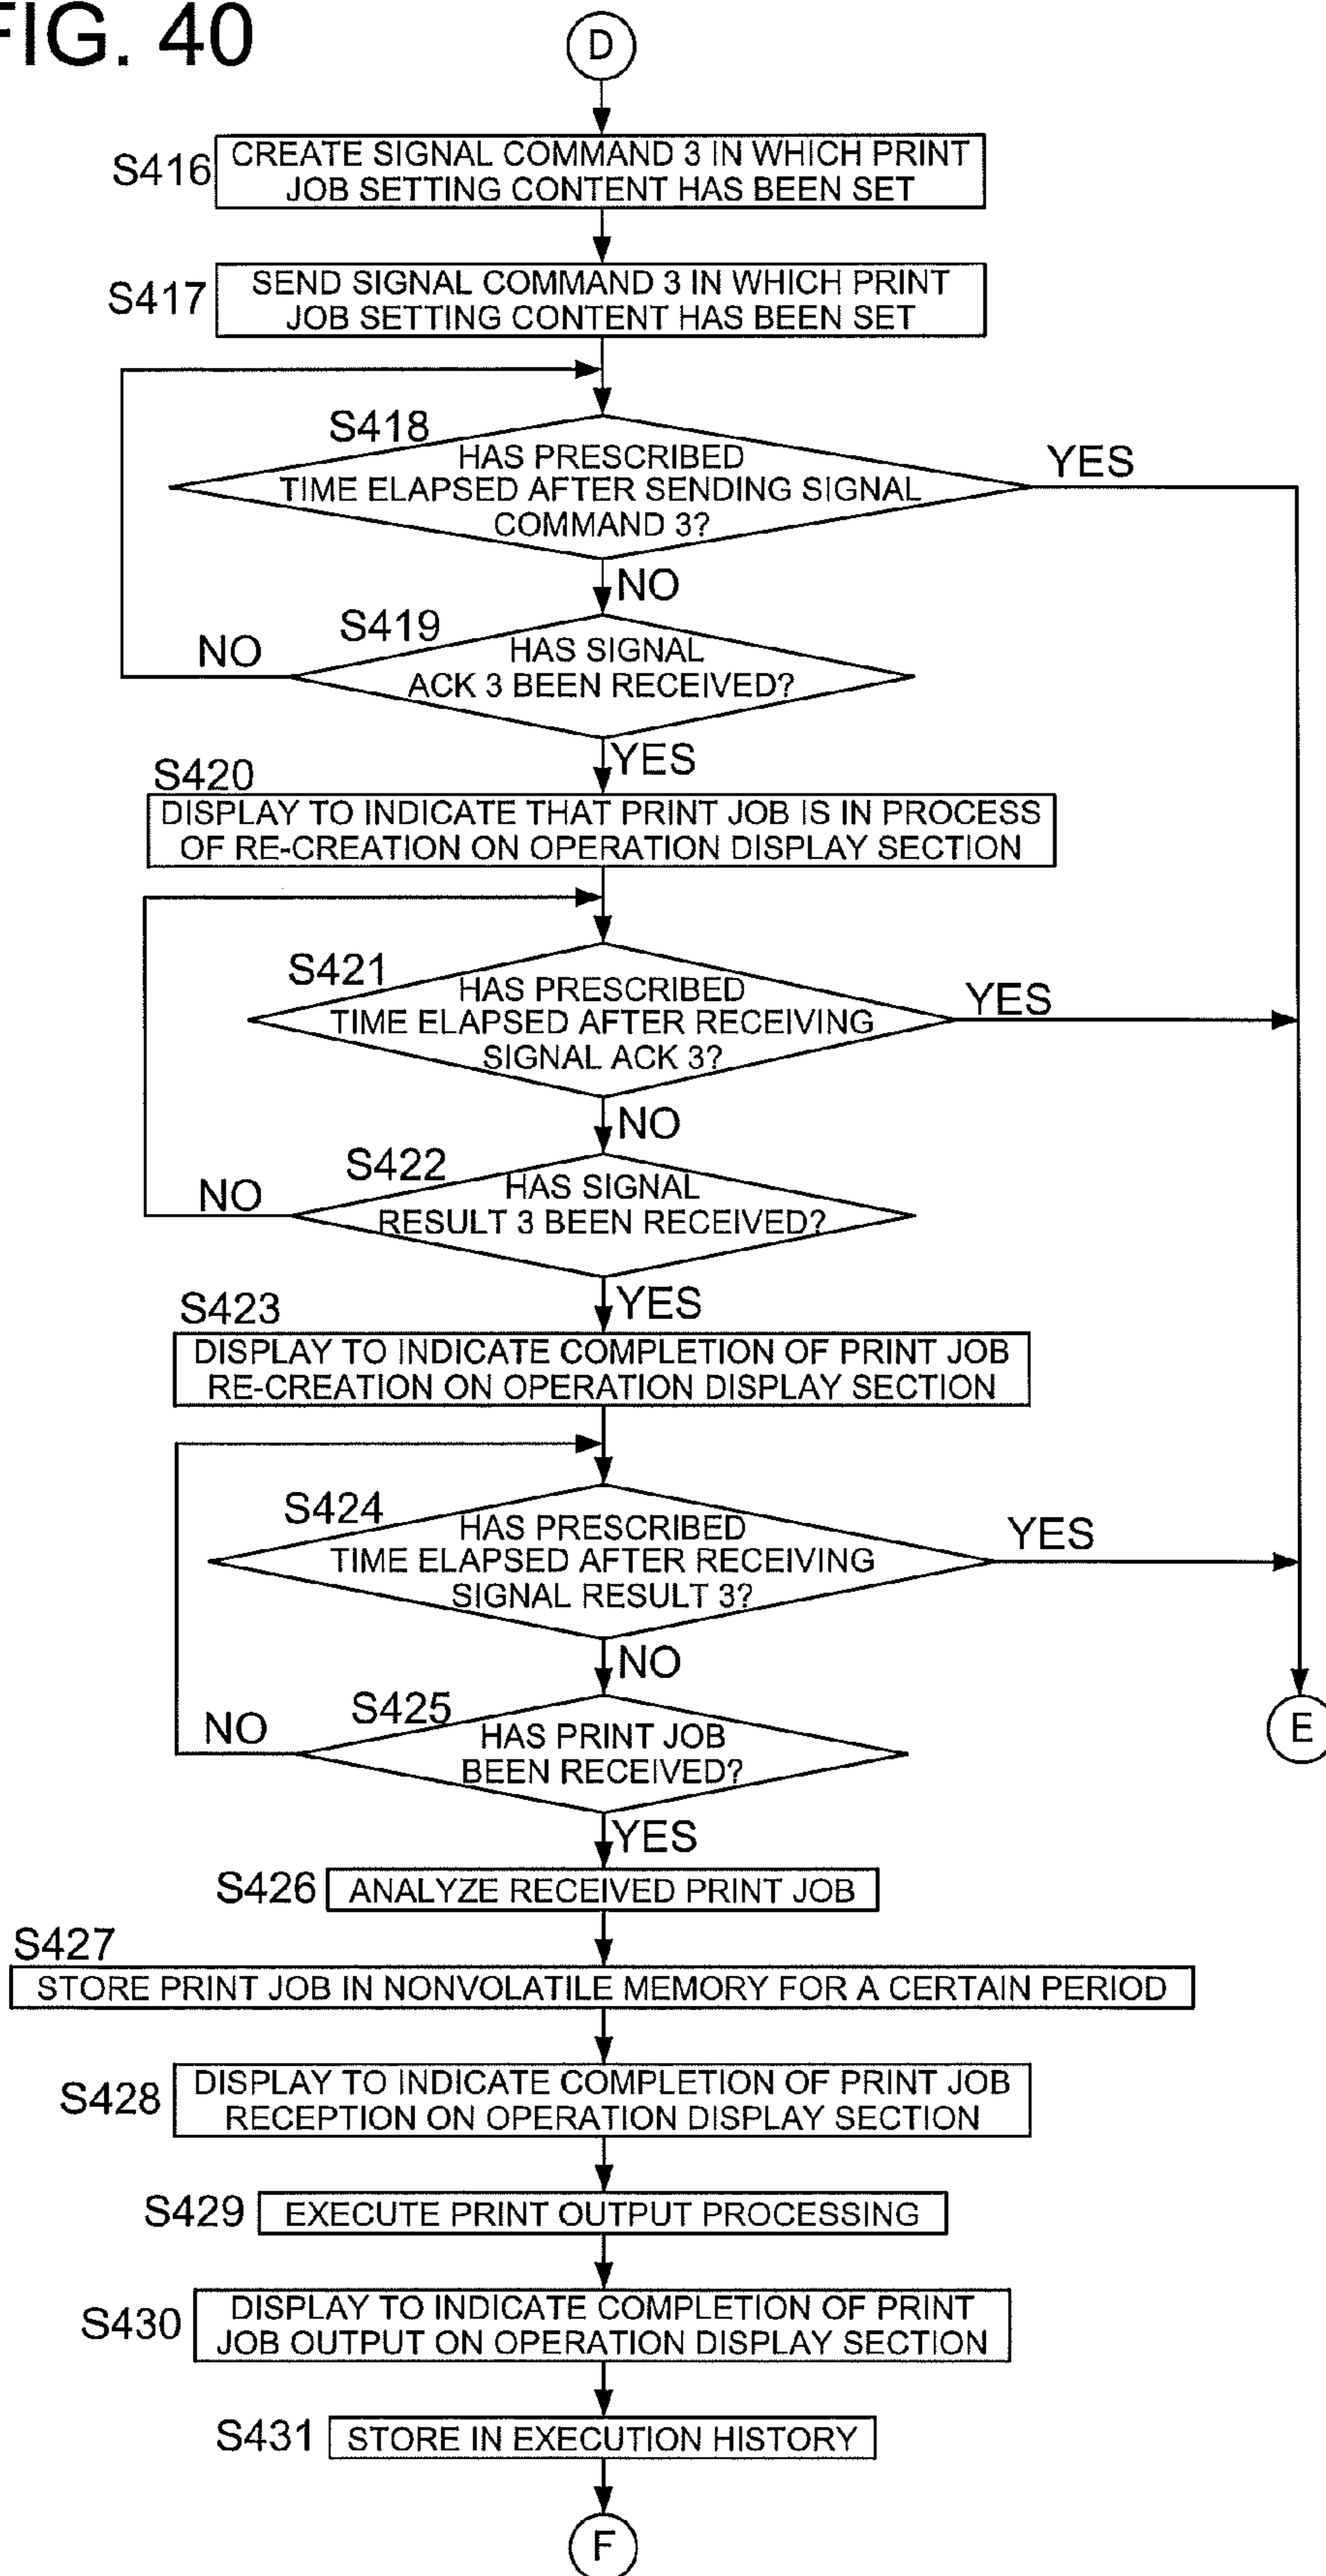 FIG. 40
D
S416
CREATE SIGNAL COMMAND 3 IN WHICH PRINT
JOB SETTING CONTENT HAS BEEN SET
S417
SEND SIGNAL COMMAND 3 IN WHICH PRINT
JOB SETTING CONTENT HAS BEEN SET
S418
HAS PRESCRIBED
TIME ELAPSED AFTER SENDING SIGNAL
COMMAND 3?
YES
NO
S419
HAS SIGNAL
ACK 3 BEEN RECEIVED?
NO
YES
S420
DISPLAY TO INDICATE THAT PRINT JOB IS IN PROCESS
OF RE-CREATION ON OPERATION DISPLAY SECTION
S421
HAS PRESCRIBED
TIME ELAPSED AFTER RECEIVING
SIGNAL ACK 3?
YES
NO
S422
HAS SIGNAL
RESULT 3 BEEN RECEIVED?
NO
YES
S423
DISPLAY TO INDICATE COMPLETION OF PRINT JOB
RE-CREATION ON OPERATION DISPLAY SECTION
S424
HAS PRESCRIBED
TIME ELAPSED AFTER RECEIVING
SIGNAL RESULT 3?
YES
NO
S425
HAS PRINT JOB
BEEN RECEIVED?
NO
YES
E
S426
ANALYZE RECEIVED PRINT JOB
S427
STORE PRINT JOB IN NONVOLATILE MEMORY FOR A CERTAIN PERIOD
S428
DISPLAY TO INDICATE COMPLETION OF PRINT JOB
RECEPTION ON OPERATION DISPLAY SECTION
S429
EXECUTE PRINT OUTPUT PROCESSING
S430
DISPLAY TO INDICATE COMPLETION OF PRINT
JOB OUTPUT ON OPERATION DISPLAY SECTION
S431
STORE IN EXECUTION HISTORY
F